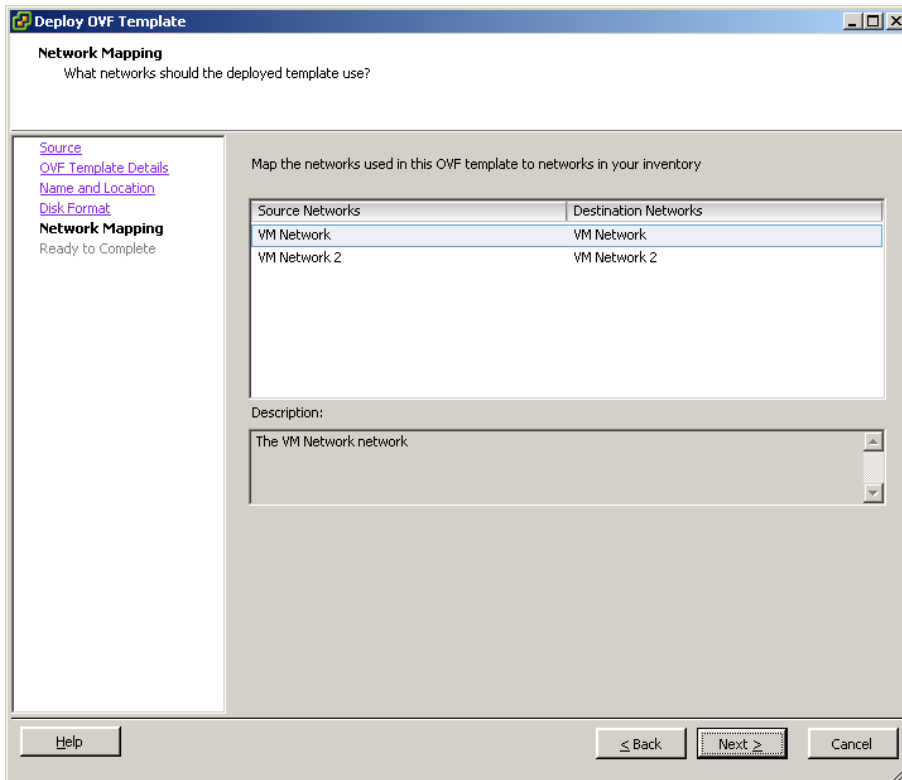 Deploy OVF Template
Network Mapping
What networks should the deployed template use?
Source
OVF Template Details
Name and Location
Disk Format
Network Mapping
Ready to Complete
Map the networks used in this OVF template to networks in your inventory
Source Networks Destination Networks
VM Network VM Network
VM Network 2 VM Network 2
Description:
The VM Network network
Help < Back Next > Cancel